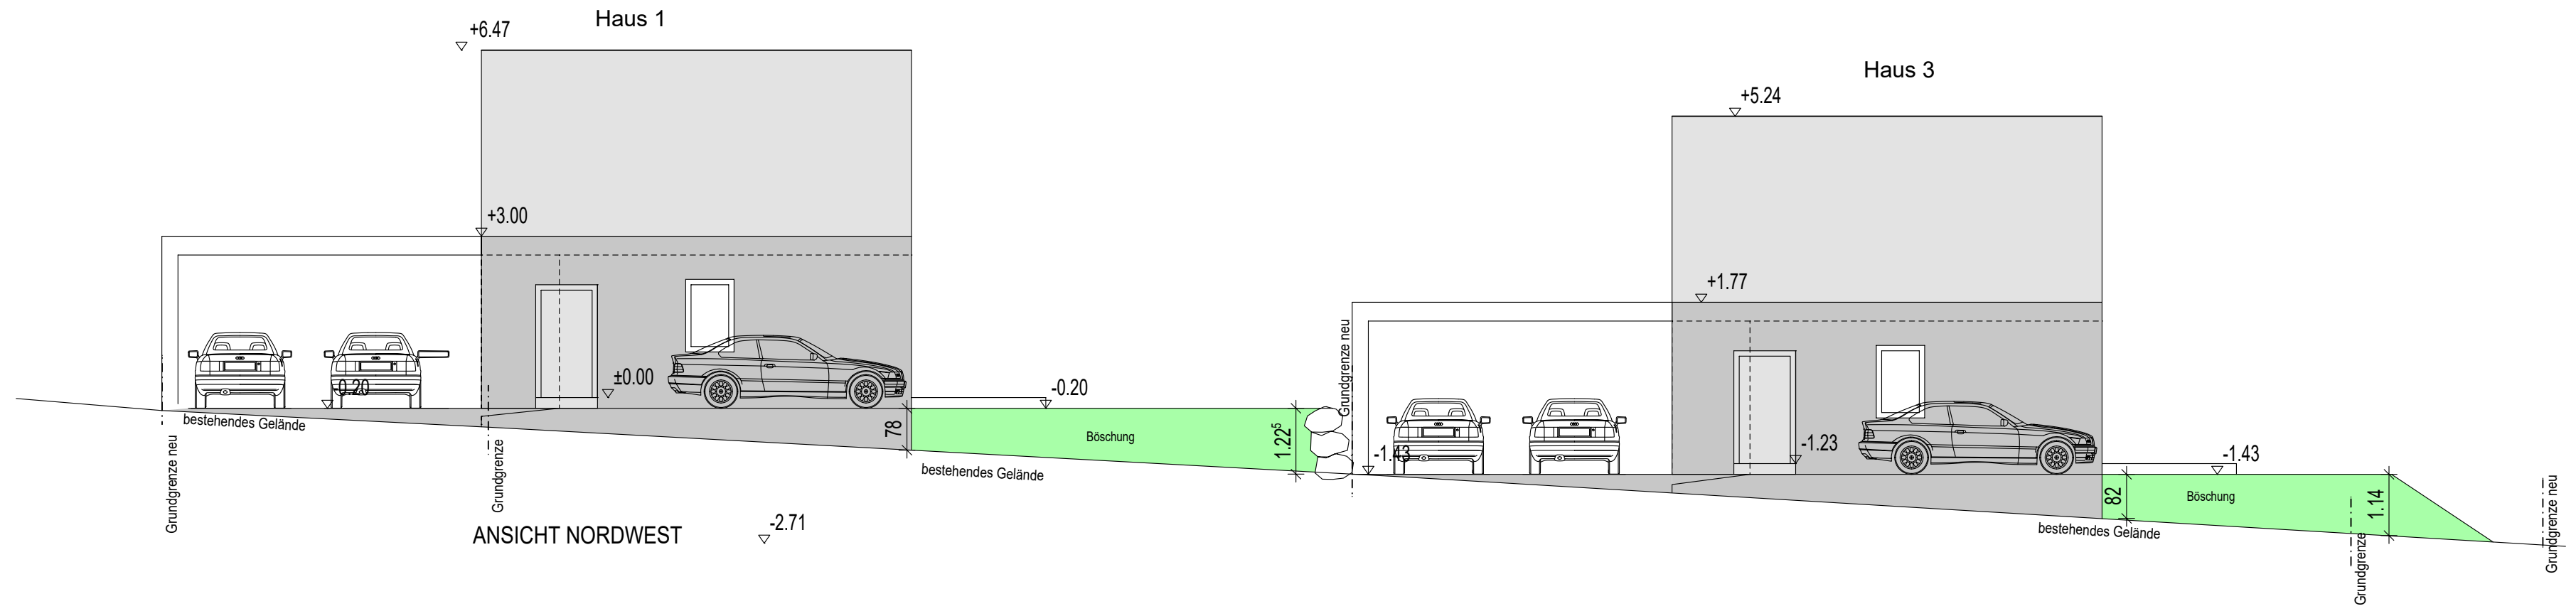 Haus 1
+6.47
Haus 3
+5.24
+3.00
+1.77
Grundgrenze neu
±0.00
0.20
-0.20
bestehendes Gelände
78
Böschung
1.22⁵
-1.43
-1.23
-1.43
Grundgrenze neu
Grundgrenze
bestehendes Gelände
82
Böschung
1.14
ANSICHT NORDWEST
-2.71
bestehendes Gelände
Grundgrenze
Grundgrenze neu